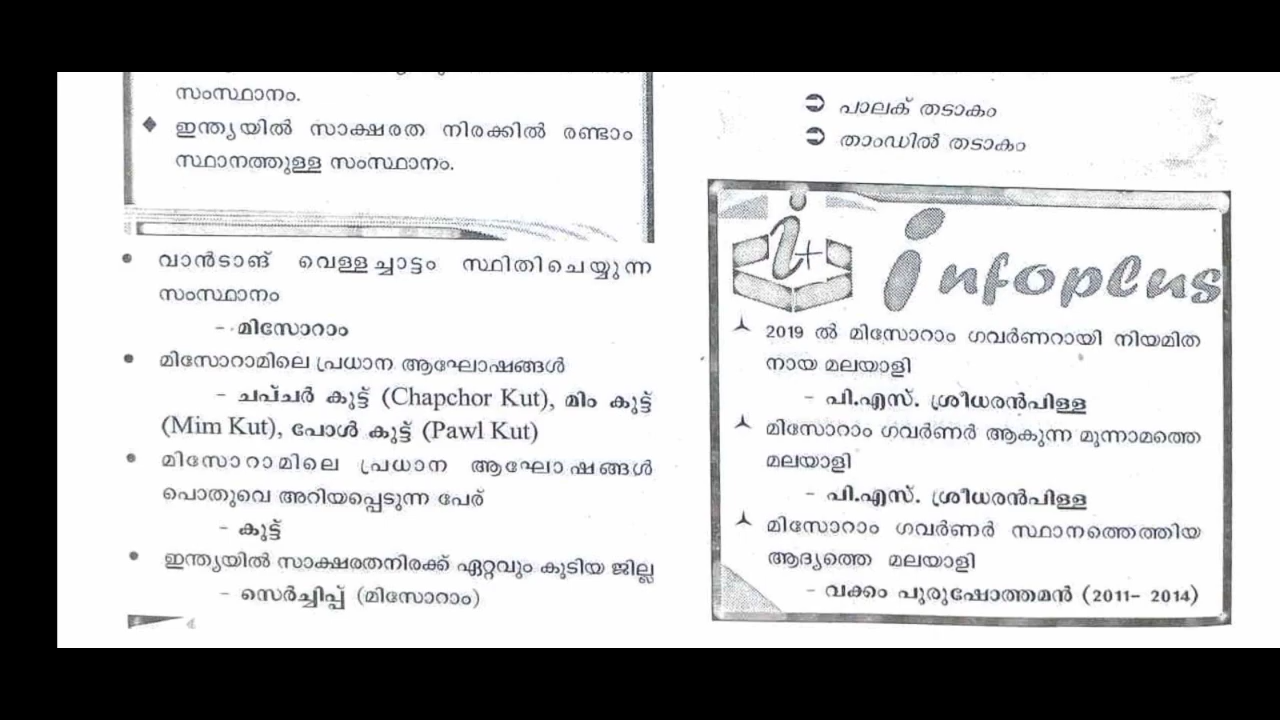 സംസ്ഥാനം.
ഇന്ത്യയിൽ സാക്ഷരത നിരക്കിൽ രണ്ടാം
സ്ഥാനത്തുള്ള സംസ്ഥാനം.
• വാൻടാങ് വെള്ളച്ചാട്ടം സ്ഥിതിചെയ്യുന്ന
സംസ്ഥാനം
- മിസോറാം
• മിസോറാമിലെ പ്രധാന ആഘോഷങ്ങൾ
- ചപ്ചർ കുട്ട് (Chapchor Kut), മിം കുട്ട്
(Mim Kut), പോൾ കുട്ട് (Pawl Kut)
• മിസോറാമിലെ പ്രധാന ആഘോഷങ്ങൾ
പൊതുവെ അറിയപ്പെടുന്ന പേര്
- കുട്ട്
• ഇന്ത്യയിൽ സാക്ഷരതനിരക്ക് ഏറ്റവും കൂടിയ ജില്ല
- സെർച്ചിപ്പ് (മിസോറാം)
പാലക് തടാകം
താംഡിൽ തടാകം
i+ infoplus
2019 ൽ മിസോറാം ഗവർണറായി നിയമിത
നായ മലയാളി
- പി.എസ്. ശ്രീധരൻപിള്ള
മിസോറാം ഗവർണർ ആകുന്ന മൂന്നാമത്തെ
മലയാളി
- പി.എസ്. ശ്രീധരൻപിള്ള
മിസോറാം ഗവർണർ സ്ഥാനത്തെത്തിയ
ആദ്യത്തെ മലയാളി
- വക്കം പുരുഷോത്തമൻ (2011- 2014)